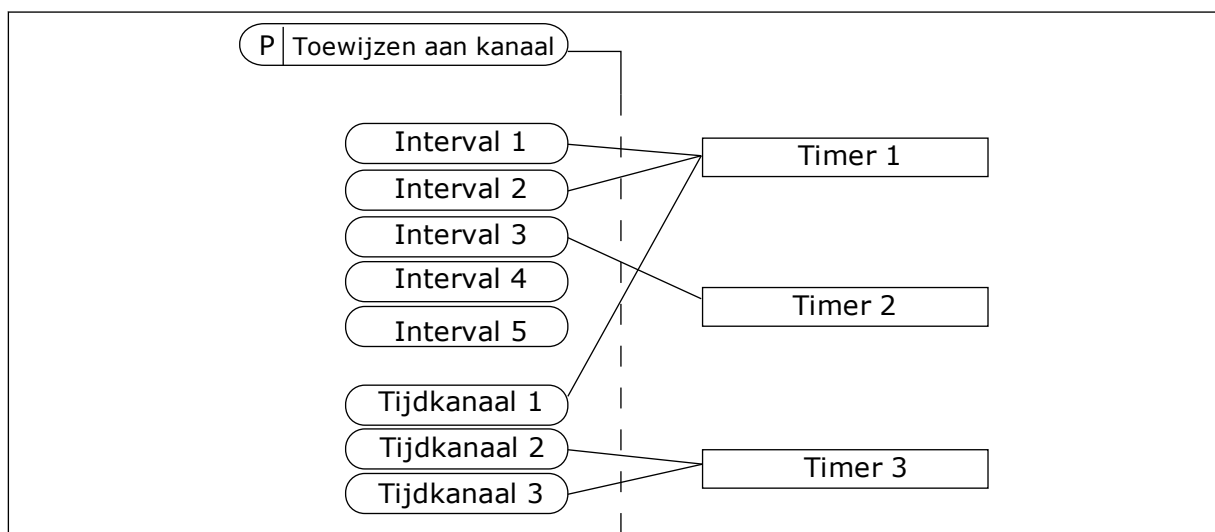 P Toewijzen aan kanaal
Interval 1
Timer 1
Interval 2
Interval 3
Interval 4
Timer 2
Interval 5
Tijdkanaal 1
Tijdkanaal 2
Timer 3
Tijdkanaal 3